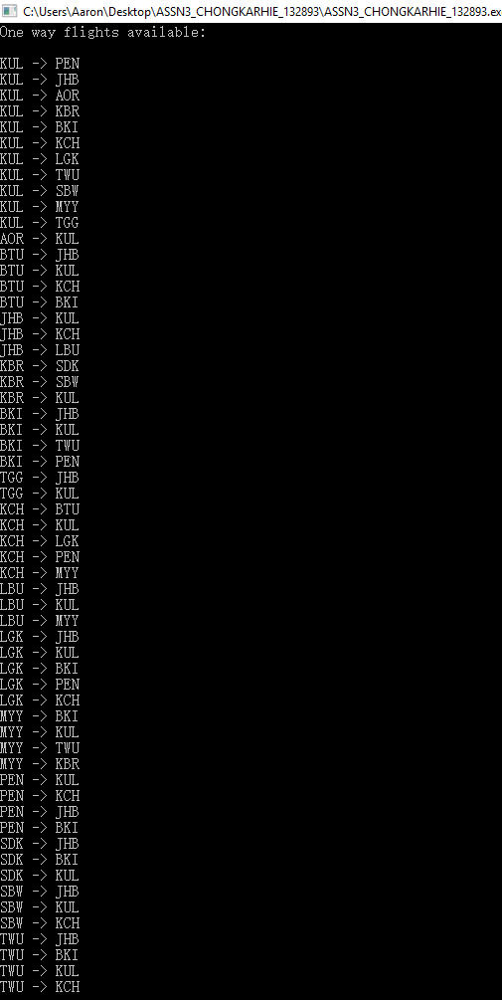 C:\Users\Aaron\Desktop\ASSN3_CHONGKARHIE_132893\ASSN3_CHONGKARHIE_132893.exe
One way flights available:
KUL -> PEN
KUL -> JHB
KUL -> AOR
KUL -> KBR
KUL -> BKI
KUL -> KCH
KUL -> LGK
KUL -> TWU
KUL -> SBW
KUL -> MYY
KUL -> TGG
AOR -> KUL
BTU -> JHB
BTU -> KUL
BTU -> KCH
BTU -> BKI
JHB -> KUL
JHB -> KCH
JHB -> LBU
KBR -> SDK
KBR -> SBW
KBR -> KUL
BKI -> JHB
BKI -> KUL
BKI -> TWU
BKI -> PEN
TGG -> JHB
TGG -> KUL
KCH -> BTU
KCH -> KUL
KCH -> LGK
KCH -> PEN
KCH -> MYY
LBU -> JHB
LBU -> KUL
LBU -> MYY
LGK -> JHB
LGK -> KUL
LGK -> BKI
LGK -> PEN
LGK -> KCH
MYY -> BKI
MYY -> KUL
MYY -> TWU
MYY -> KBR
PEN -> KUL
PEN -> KCH
PEN -> JHB
PEN -> BKI
SDK -> JHB
SDK -> BKI
SDK -> KUL
SBW -> JHB
SBW -> KUL
SBW -> KCH
TWU -> JHB
TWU -> BKI
TWU -> KUL
TWU -> KCH